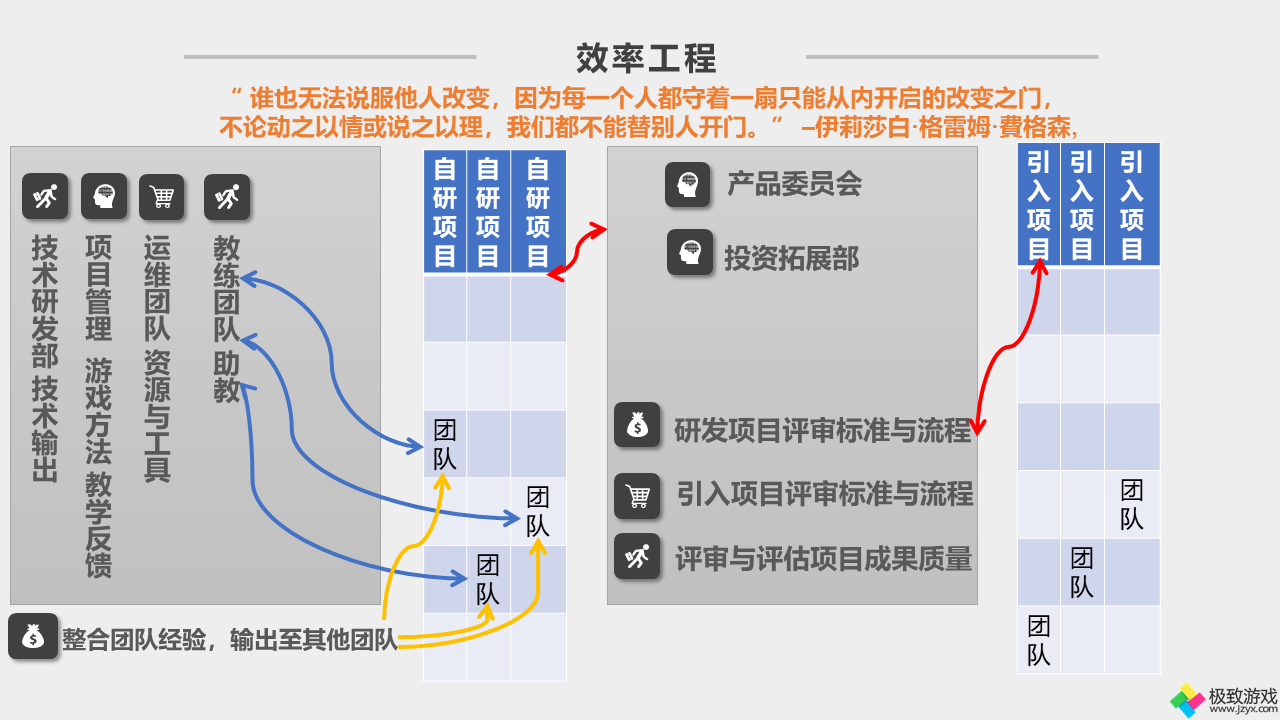 效率工程
“ 谁也无法说服他人改变，因为每一个人都守着一扇只能从内开启的改变之门，
不论动之以情或说之以理，我们都不能替别人开门。” –伊莉莎白·格雷姆·費格森,
技术研发部 技术输出
项目管理 游戏方法 教学反馈
运维团队 资源与工具
教练团队 助教
整合团队经验，输出至其他团队
自研项目
自研项目
自研项目
团队
团队
团队
产品委员会
投资拓展部
研发项目评审标准与流程
引入项目评审标准与流程
评审与评估项目成果质量
引入项目
引入项目
引入项目
团队
团队
团队
极致游戏
www.jzyx.com